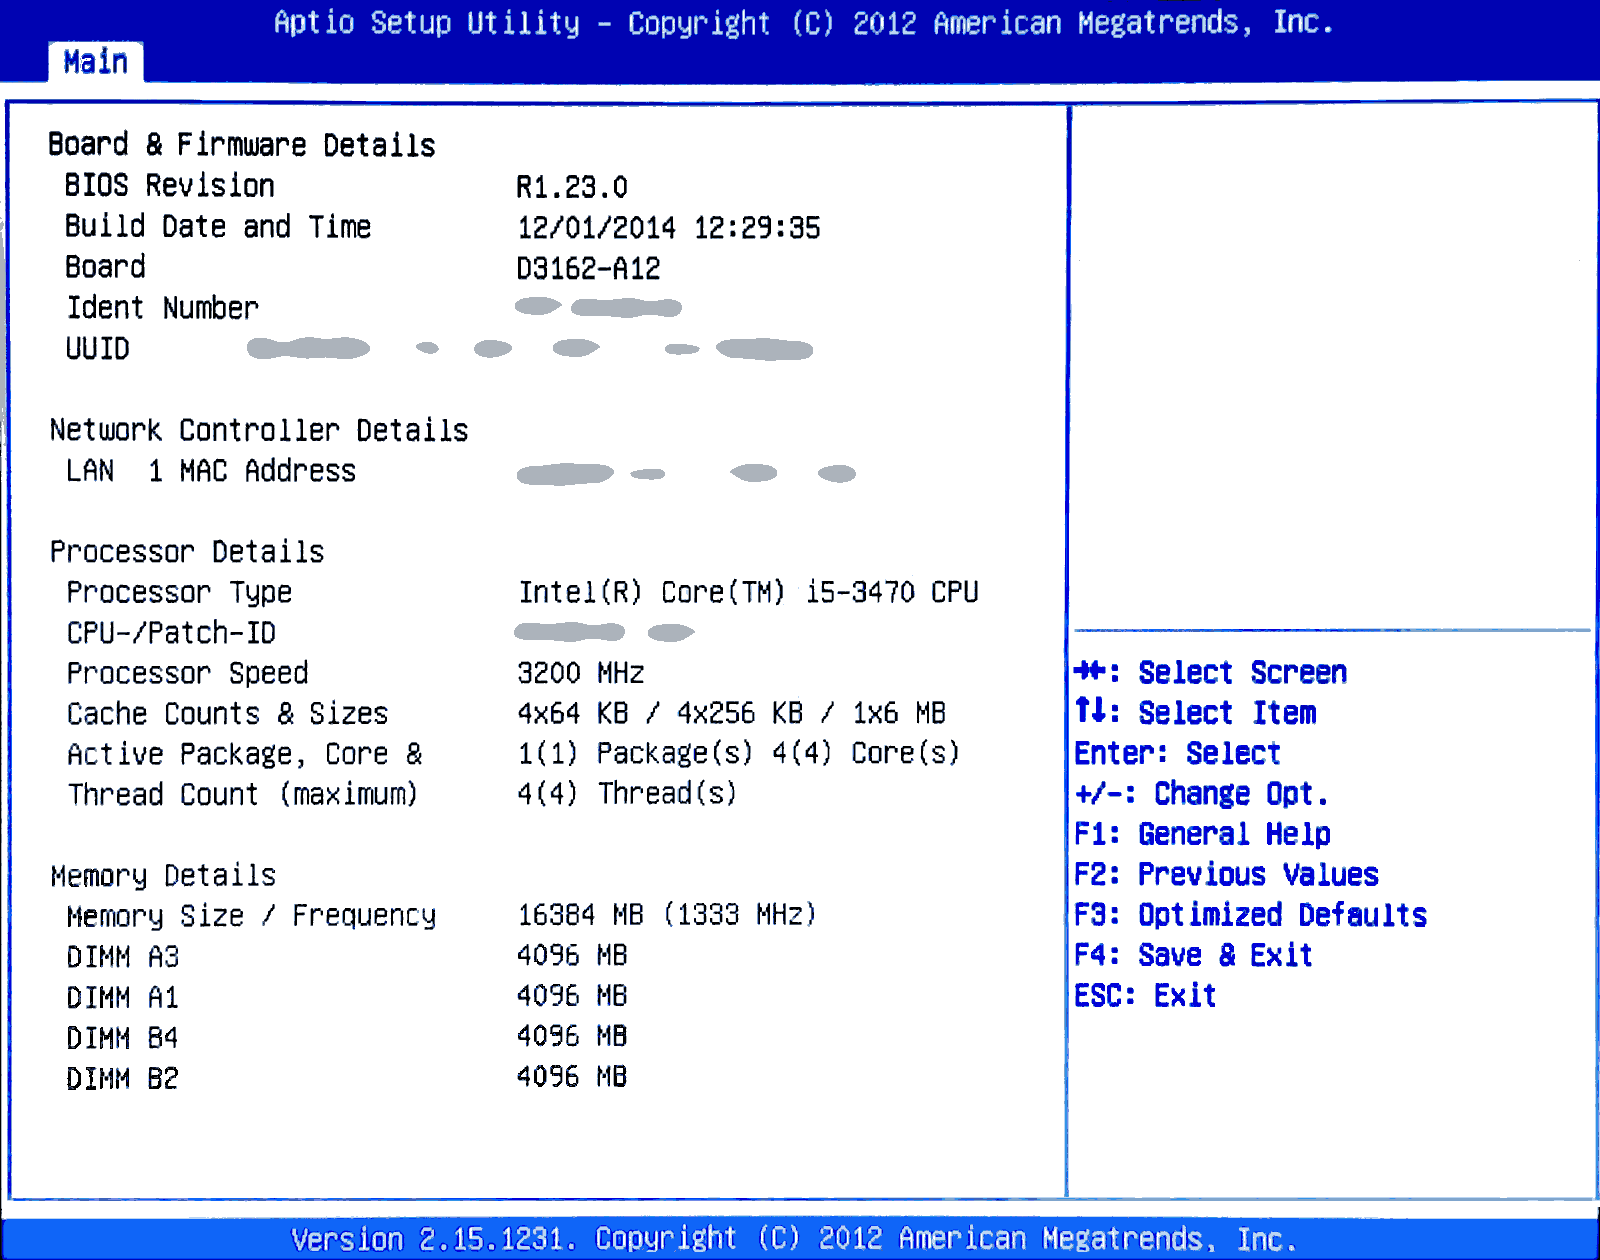 Aptio Setup Utility – Copyright (C) 2012 American Megatrends, Inc.
Main
Board & Firmware Details
BIOS Revision R1.23.0
Build Date and Time 12/01/2014 12:29:35
Board D3162-A12
Ident Number
UUID
Network Controller Details
LAN 1 MAC Address
Processor Details
Processor Type Intel(R) Core(TM) i5-3470 CPU
CPU-/Patch-ID
Processor Speed 3200 MHz
Cache Counts & Sizes 4x64 KB / 4x256 KB / 1x6 MB
Active Package, Core & 1(1) Package(s) 4(4) Core(s)
Thread Count (maximum) 4(4) Thread(s)
Memory Details
Memory Size / Frequency 16384 MB (1333 MHz)
DIMM A3 4096 MB
DIMM A1 4096 MB
DIMM B4 4096 MB
DIMM B2 4096 MB
→←: Select Screen
↑↓: Select Item
Enter: Select
+/-: Change Opt.
F1: General Help
F2: Previous Values
F3: Optimized Defaults
F4: Save & Exit
ESC: Exit
Version 2.15.1231. Copyright (C) 2012 American Megatrends, Inc.